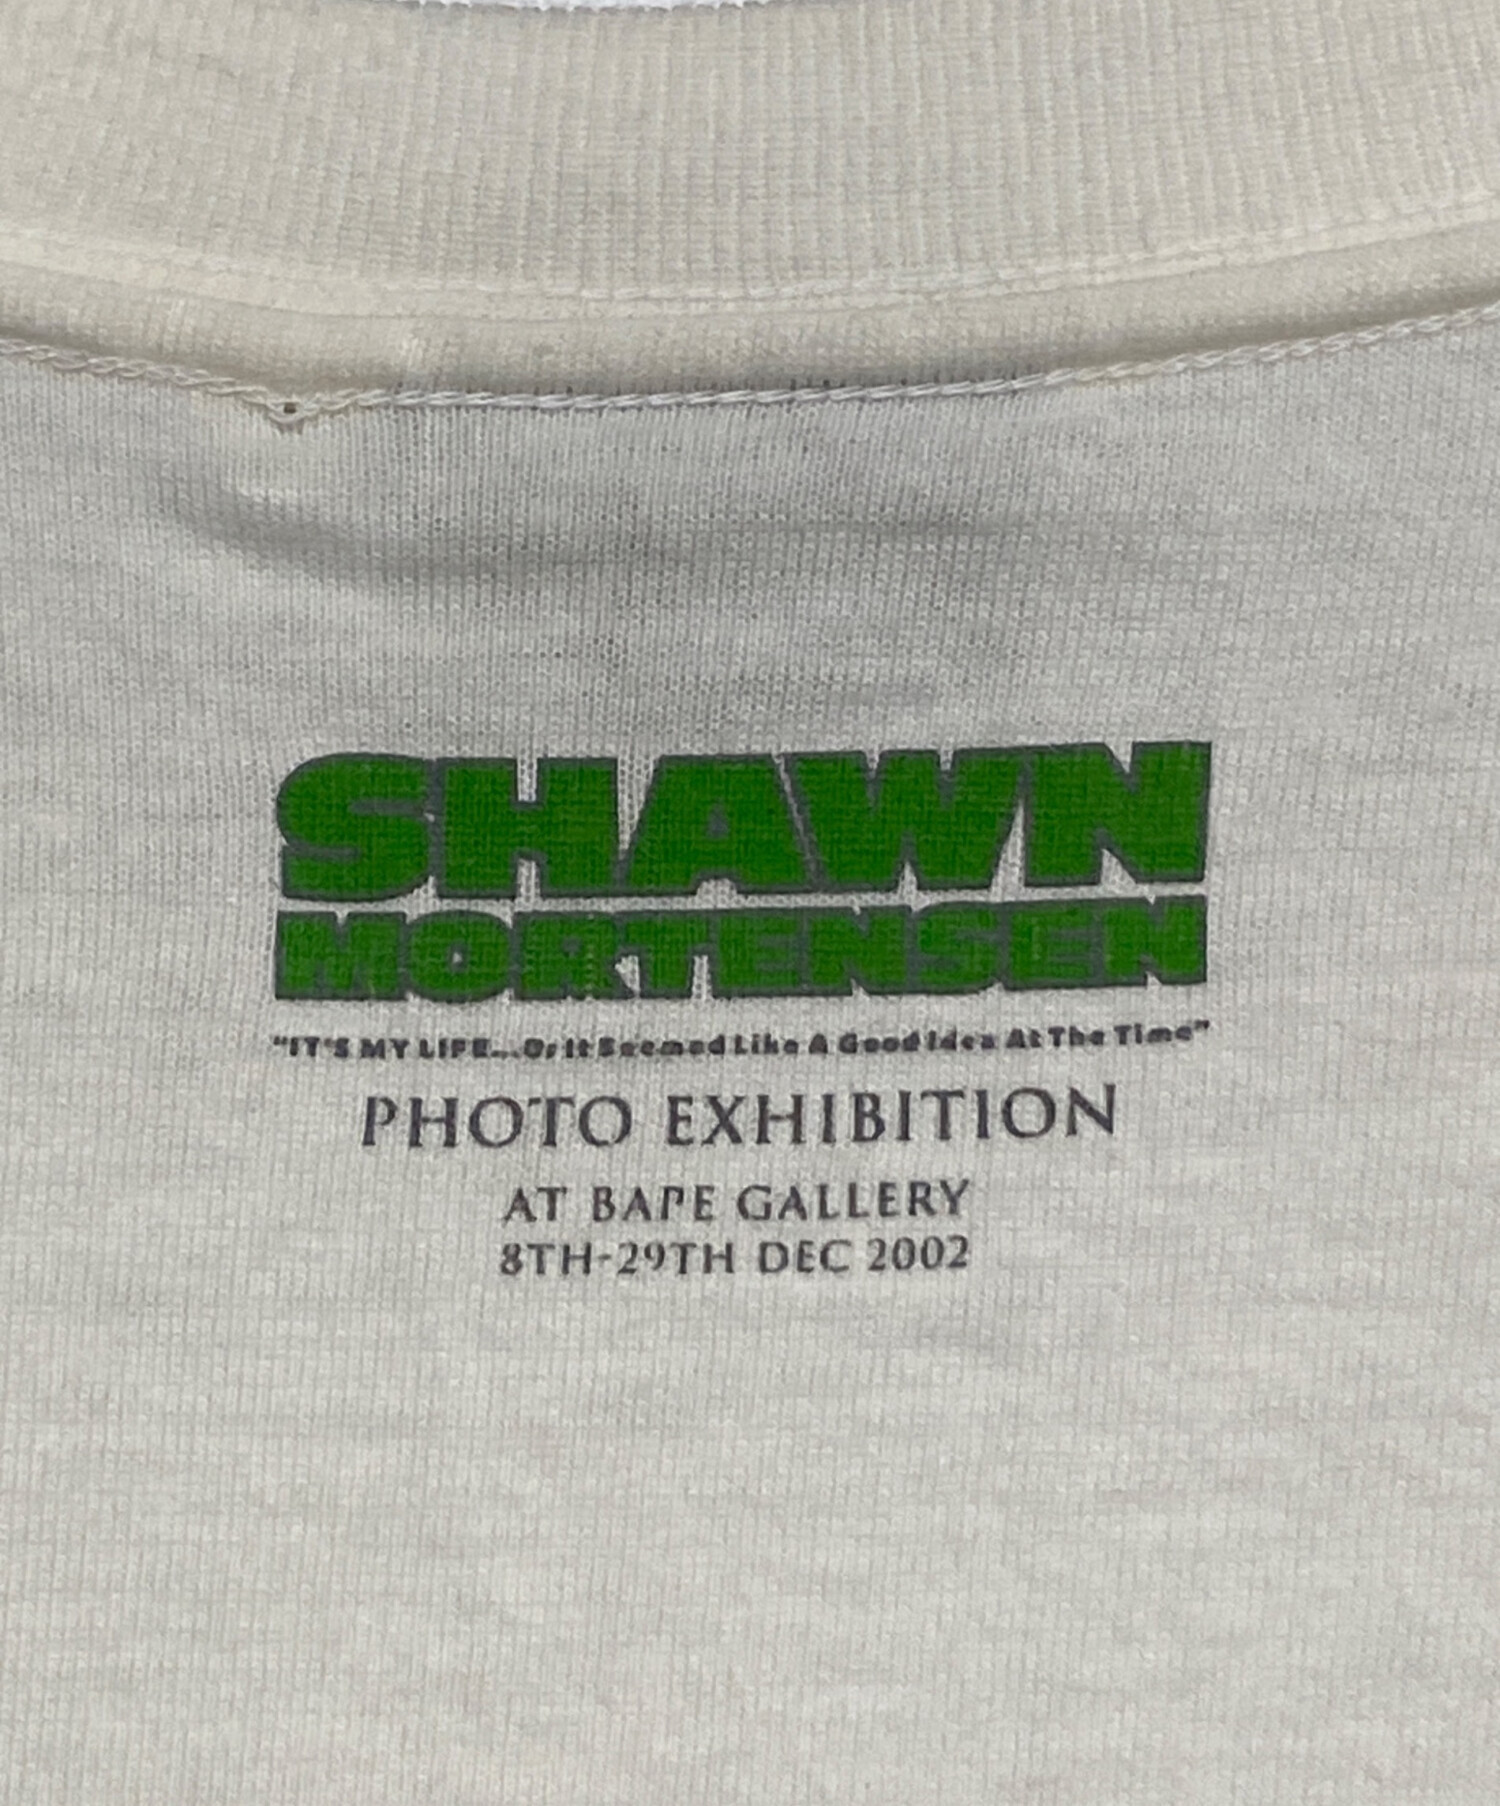 SHAWN
MORTENSEN
"IT'S MY LIFE...Or It Seemed Like A Good Idea At The Time"
PHOTO EXHIBITION
AT BAPE GALLERY
8TH-29TH DEC 2002